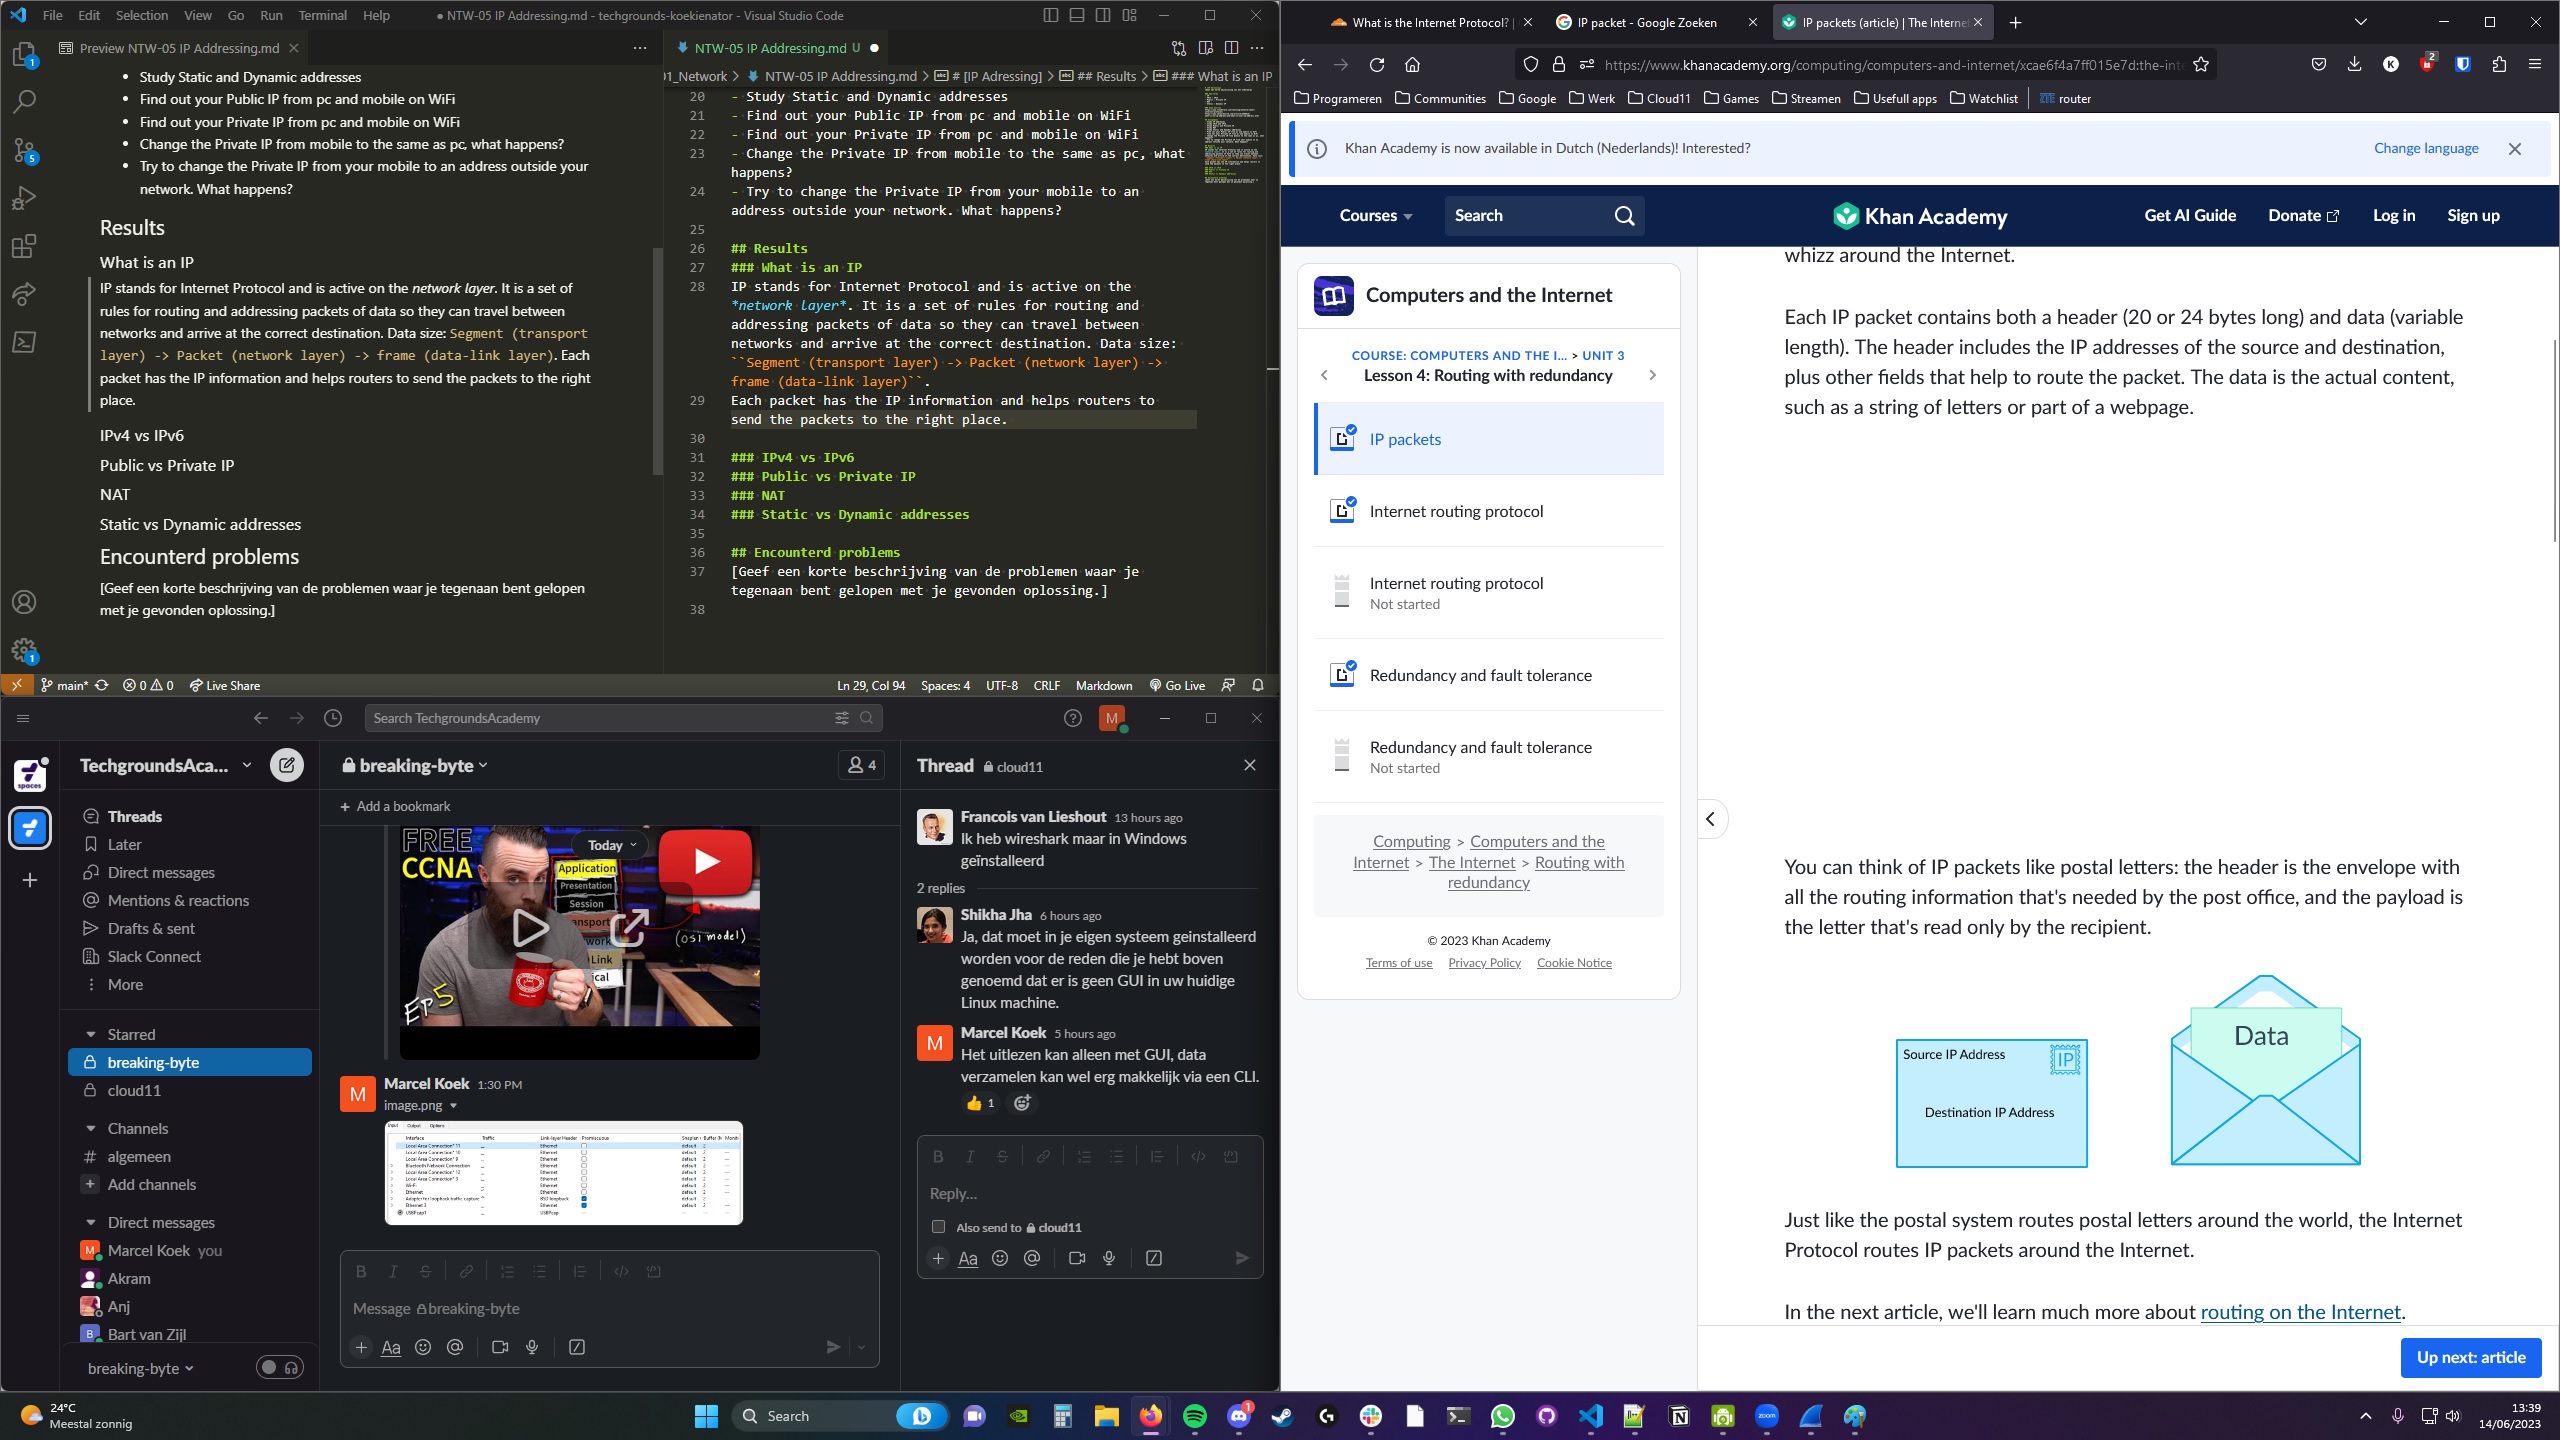 File Edit Selection View Go Run Terminal Help
● NTW-05 IP Addressing.md - techgrounds-koekienator - Visual Studio Code
Preview NTW-05 IP Addressing.md
• Study Static and Dynamic addresses
• Find out your Public IP from pc and mobile on WiFi
• Find out your Private IP from pc and mobile on WiFi
• Change the Private IP from mobile to the same as pc, what happens?
• Try to change the Private IP from your mobile to an address outside your
network. What happens?
Results
What is an IP
IP stands for Internet Protocol and is active on the network layer. It is a set of
rules for routing and addressing packets of data so they can travel between
networks and arrive at the correct destination. Data size: Segment (transport
layer) -> Packet (network layer) -> frame (data-link layer). Each
packet has the IP information and helps routers to send the packets to the right
place.
IPv4 vs IPv6
Public vs Private IP
NAT
Static vs Dynamic addresses
Encounterd problems
[Geef een korte beschrijving van de problemen waar je tegenaan bent gelopen
met je gevonden oplossing.]
NTW-05 IP Addressing.md U
01_Network > NTW-05 IP Addressing.md > # [IP Adressing] > ## Results > ### What is an IP
20 - Study Static and Dynamic addresses
21 - Find out your Public IP from pc and mobile on WiFi
22 - Find out your Private IP from pc and mobile on WiFi
23 - Change the Private IP from mobile to the same as pc, what
happens?
24 - Try to change the Private IP from your mobile to an
address outside your network. What happens?
25
26 ## Results
27 ### What is an IP
28 IP stands for Internet Protocol and is active on the
*network layer*. It is a set of rules for routing and
addressing packets of data so they can travel between
networks and arrive at the correct destination. Data size:
``Segment (transport layer) -> Packet (network layer) ->
frame (data-link layer)``.
29 Each packet has the IP information and helps routers to
send the packets to the right place.
30
31 ### IPv4 vs IPv6
32 ### Public vs Private IP
33 ### NAT
34 ### Static vs Dynamic addresses
35
36 ## Encounterd problems
37 [Geef een korte beschrijving van de problemen waar je
tegenaan bent gelopen met je gevonden oplossing.]
38
1
5
1
main* 0 0 Live Share
Ln 29, Col 94 Spaces: 4 UTF-8 CRLF Markdown Go Live
Search TechgroundsAcademy
M
spaces
TechgroundsAca...
Threads
Later
Direct messages
Mentions & reactions
Drafts & sent
Slack Connect
More
Starred
breaking-byte
cloud11
Channels
# algemeen
+ Add channels
Direct messages
M Marcel Koek you
Akram
Anj
B Bart van Zijl
breaking-byte
breaking-byte
4
+ Add a bookmark
Today
FREE
CCNA
Application
Presentation
Session
(OSI model)
Ep 5
M
Marcel Koek 1:30 PM
image.png
Input Output Options
Interface Traffic Link-layer Header Promiscuous
Message breaking-byte
Thread cloud11
Francois van Lieshout 13 hours ago
Ik heb wireshark maar in Windows
geïnstalleerd
2 replies
Shikha Jha 6 hours ago
Ja, dat moet in je eigen systeem geinstalleerd
worden voor de reden die je hebt boven
genoemd dat er is geen GUI in uw huidige
Linux machine.
M
Marcel Koek 5 hours ago
Het uitlezen kan alleen met GUI, data
verzamelen kan wel erg makkelijk via een CLI.
1
Reply...
Also send to cloud11
What is the Internet Protocol? |
IP packet - Google Zoeken
IP packets (article) | The Interne
https://www.khanacademy.org/computing/computers-and-internet/xcae6f4a7ff015e7d:the-int
2
Programeren Communities Google Werk Cloud11 Games Streamen Usefull apps Watchlist router
Khan Academy is now available in Dutch (Nederlands)! Interested?
Change language
Courses
Search
Khan Academy
Get AI Guide Donate Log in Sign up
Computers and the Internet
COURSE: COMPUTERS AND THE I... > UNIT 3
Lesson 4: Routing with redundancy
IP packets
Internet routing protocol
Internet routing protocol
Not started
Redundancy and fault tolerance
Redundancy and fault tolerance
Not started
Computing > Computers and the
Internet > The Internet > Routing with
redundancy
© 2023 Khan Academy
Terms of use Privacy Policy Cookie Notice
whizz around the Internet.
Each IP packet contains both a header (20 or 24 bytes long) and data (variable
length). The header includes the IP addresses of the source and destination,
plus other fields that help to route the packet. The data is the actual content,
such as a string of letters or part of a webpage.
You can think of IP packets like postal letters: the header is the envelope with
all the routing information that's needed by the post office, and the payload is
the letter that's read only by the recipient.
Source IP Address
IP
Destination IP Address
Data
Just like the postal system routes postal letters around the world, the Internet
Protocol routes IP packets around the Internet.
In the next article, we'll learn much more about routing on the Internet.
Up next: article
24°C
Meestal zonnig
Search
1
zoom
13:39
14/06/2023